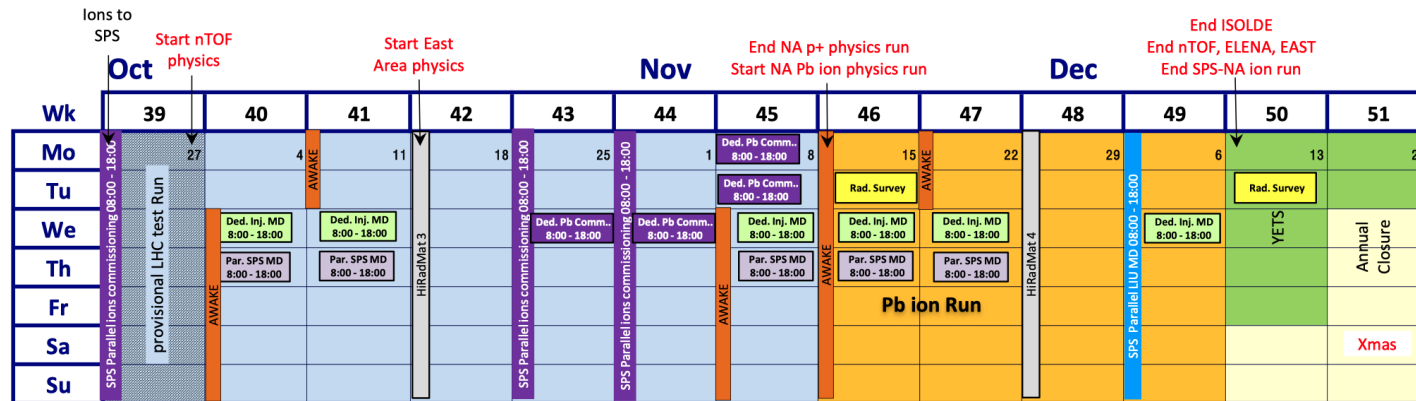 Ions to
SPS
Start nTOF
physics
Start East
Area physics
End NA p+ physics run
Start NA Pb ion physics run
End ISOLDE
End nTOF, ELENA, EAST
End SPS-NA ion run
Oct
Nov
Dec
Wk 39 40 41 42 43 44 45 46 47 48 49 50 51
Mo 27 4 11 18 25 1 8 15 22 29 6 13 2
Tu
We
Th
Fr
Sa
Su
SPS Parallel ions commissioning 08:00 - 18:00
provisional LHC test Run
AWAKE
Ded. Inj. MD
8:00 - 18:00
Par. SPS MD
8:00 - 18:00
AWAKE
Ded. Inj. MD
8:00 - 18:00
Par. SPS MD
8:00 - 18:00
HiRadMat 3
SPS Parallel ions commissioning 08:00 - 18:00
Ded. Pb Comm..
8:00 - 18:00
SPS Parallel ions commissioning 08:00 - 18:00
Ded. Pb Comm..
8:00 - 18:00
Ded. Pb Comm..
8:00 - 18:00
Ded. Pb Comm..
8:00 - 18:00
AWAKE
Ded. Inj. MD
8:00 - 18:00
Par. SPS MD
8:00 - 18:00
AWAKE
Rad. Survey
Ded. Inj. MD
8:00 - 18:00
Par. SPS MD
8:00 - 18:00
AWAKE
Ded. Inj. MD
8:00 - 18:00
Par. SPS MD
8:00 - 18:00
Pb ion Run
HiRadMat 4
SPS Parallel LIU MD 08:00 - 18:00
Ded. Inj. MD
8:00 - 18:00
Rad. Survey
YETS
Annual
Closure
Xmas